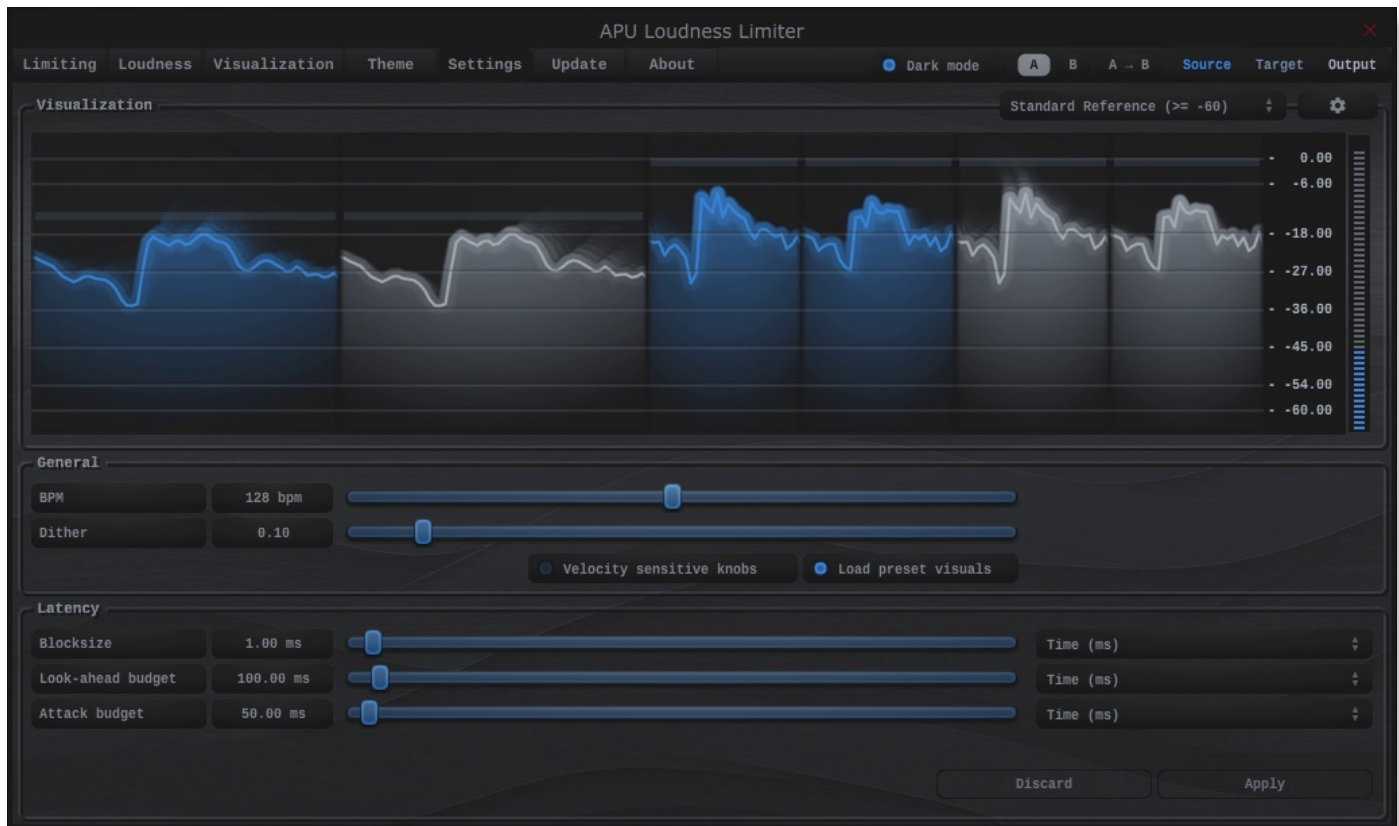 APU Loudness Limiter
Limiting Loudness Visualization Theme Settings Update About Dark mode A B A → B Source Target Output
Visualization Standard Reference (>= -60)
- 0.00
- -6.00
- -18.00
- -27.00
- -36.00
- -45.00
- -54.00
- -60.00
General
BPM 128 bpm
Dither 0.10
Velocity sensitive knobs Load preset visuals
Latency
Blocksize 1.00 ms Time (ms)
Look-ahead budget 100.00 ms Time (ms)
Attack budget 50.00 ms Time (ms)
Discard Apply